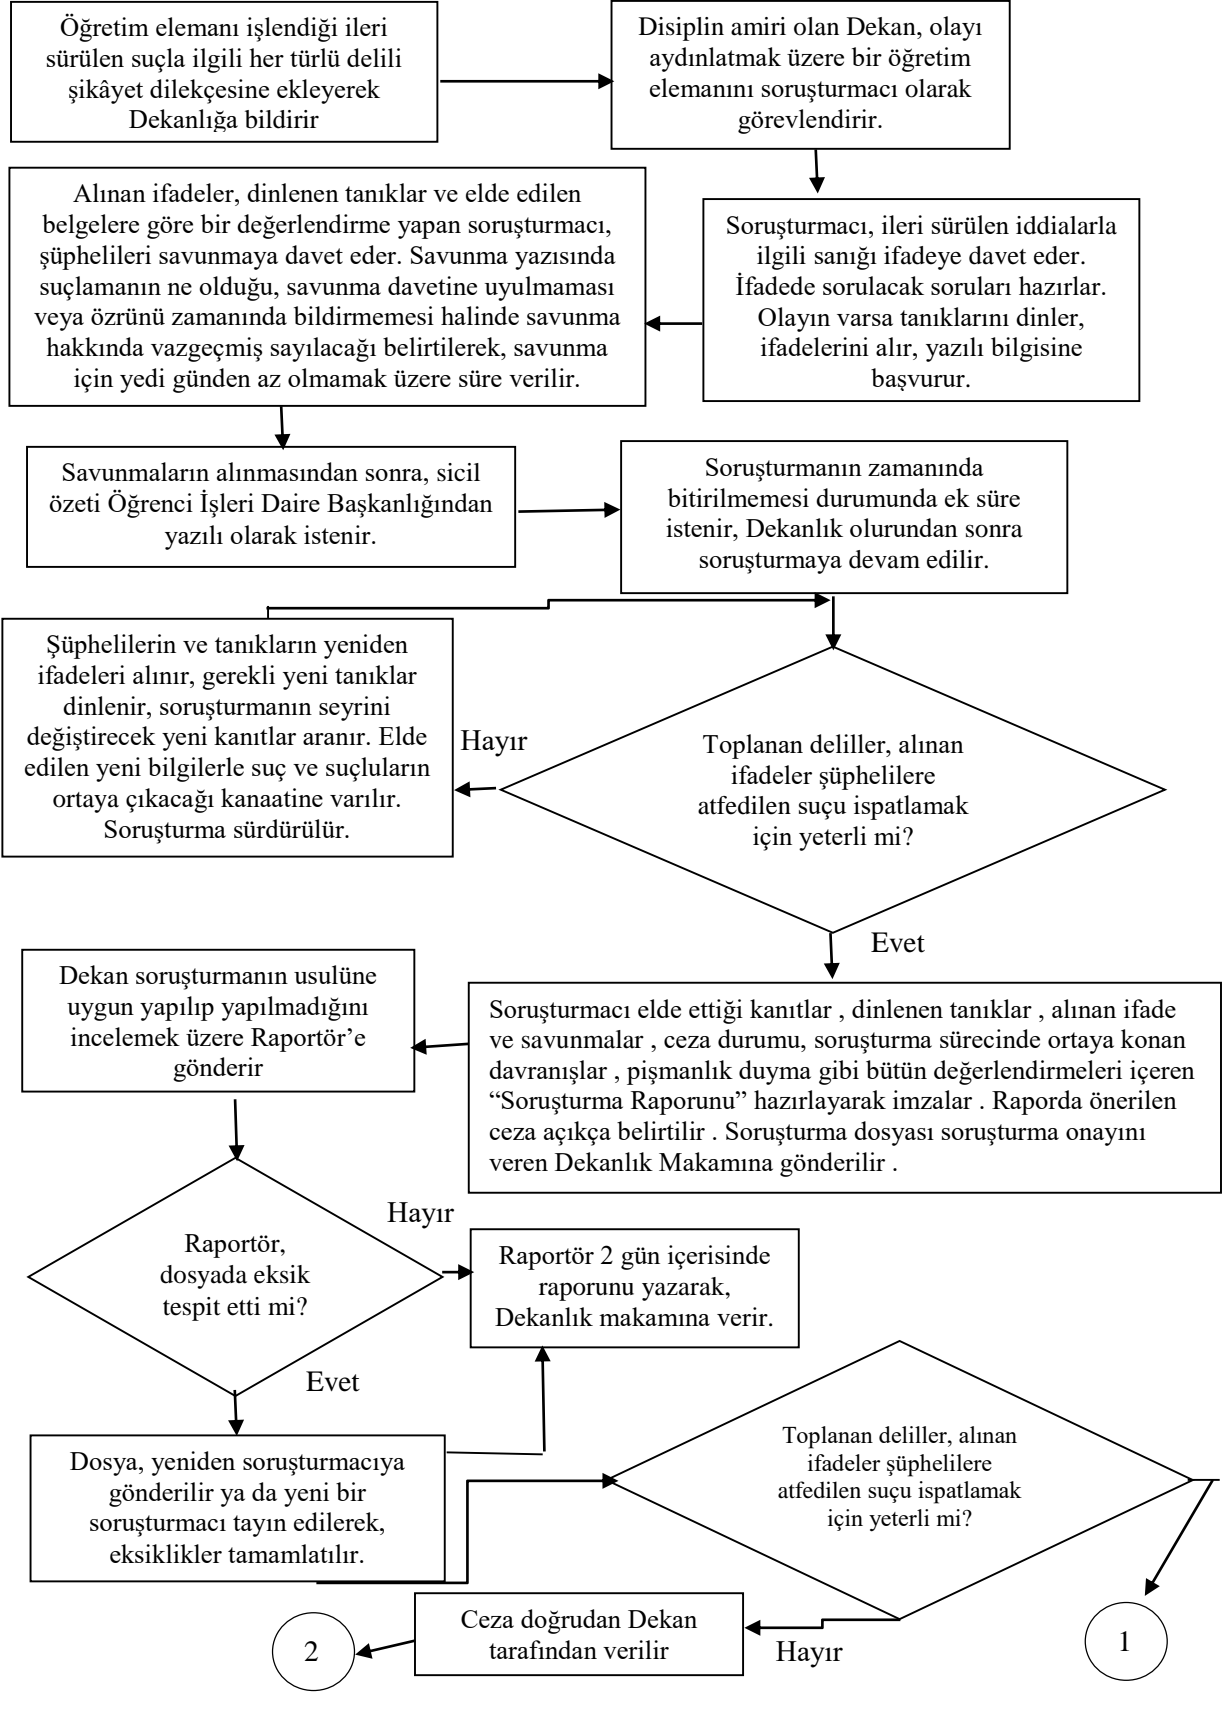 Öğretim elemanı işlendiği ileri
sürülen suçla ilgili her türlü delili
şikâyet dilekçesine ekleyerek
Dekanlığa bildirir
Disiplin amiri olan Dekan, olayı
aydınlatmak üzere bir öğretim
elemanını soruşturmacı olarak
görevlendirir.
Soruşturmacı, ileri sürülen iddialarla
ilgili sanığı ifadeye davet eder.
İfadede sorulacak soruları hazırlar.
Olayın varsa tanıklarını dinler,
ifadelerini alır, yazılı bilgisine
başvurur.
Alınan ifadeler, dinlenen tanıklar ve elde edilen
belgelere göre bir değerlendirme yapan soruşturmacı,
şüphelileri savunmaya davet eder. Savunma yazısında
suçlamanın ne olduğu, savunma davetine uyulmaması
veya özrünü zamanında bildirmemesi halinde savunma
hakkında vazgeçmiş sayılacağı belirtilerek, savunma
için yedi günden az olmamak üzere süre verilir.
Savunmaların alınmasından sonra, sicil
özeti Öğrenci İşleri Daire Başkanlığından
yazılı olarak istenir.
Soruşturmanın zamanında
bitirilmemesi durumunda ek süre
istenir, Dekanlık olurundan sonra
soruşturmaya devam edilir.
Şüphelilerin ve tanıkların yeniden
ifadeleri alınır, gerekli yeni tanıklar
dinlenir, soruşturmanın seyrini
değiştirecek yeni kanıtlar aranır. Elde
edilen yeni bilgilerle suç ve suçluların
ortaya çıkacağı kanaatine varılır.
Soruşturma sürdürülür.
Hayır
Toplanan deliller, alınan
ifadeler şüphelilere
atfedilen suçu ispatlamak
için yeterli mi?
Evet
Soruşturmacı elde ettiği kanıtlar , dinlenen tanıklar , alınan ifade
ve savunmalar , ceza durumu, soruşturma sürecinde ortaya konan
davranışlar , pişmanlık duyma gibi bütün değerlendirmeleri içeren
“Soruşturma Raporunu” hazırlayarak imzalar . Raporda önerilen
ceza açıkça belirtilir . Soruşturma dosyası soruşturma onayını
veren Dekanlık Makamına gönderilir .
Dekan soruşturmanın usulüne
uygun yapılıp yapılmadığını
incelemek üzere Raportör’e
gönderir
Raportör,
dosyada eksik
tespit etti mi?
Hayır
Raportör 2 gün içerisinde
raporunu yazarak,
Dekanlık makamına verir.
Evet
Dosya, yeniden soruşturmacıya
gönderilir ya da yeni bir
soruşturmacı tayin edilerek,
eksiklikler tamamlatılır.
Toplanan deliller, alınan
ifadeler şüphelilere
atfedilen suçu ispatlamak
için yeterli mi?
Hayır
Ceza doğrudan Dekan
tarafından verilir
2
1